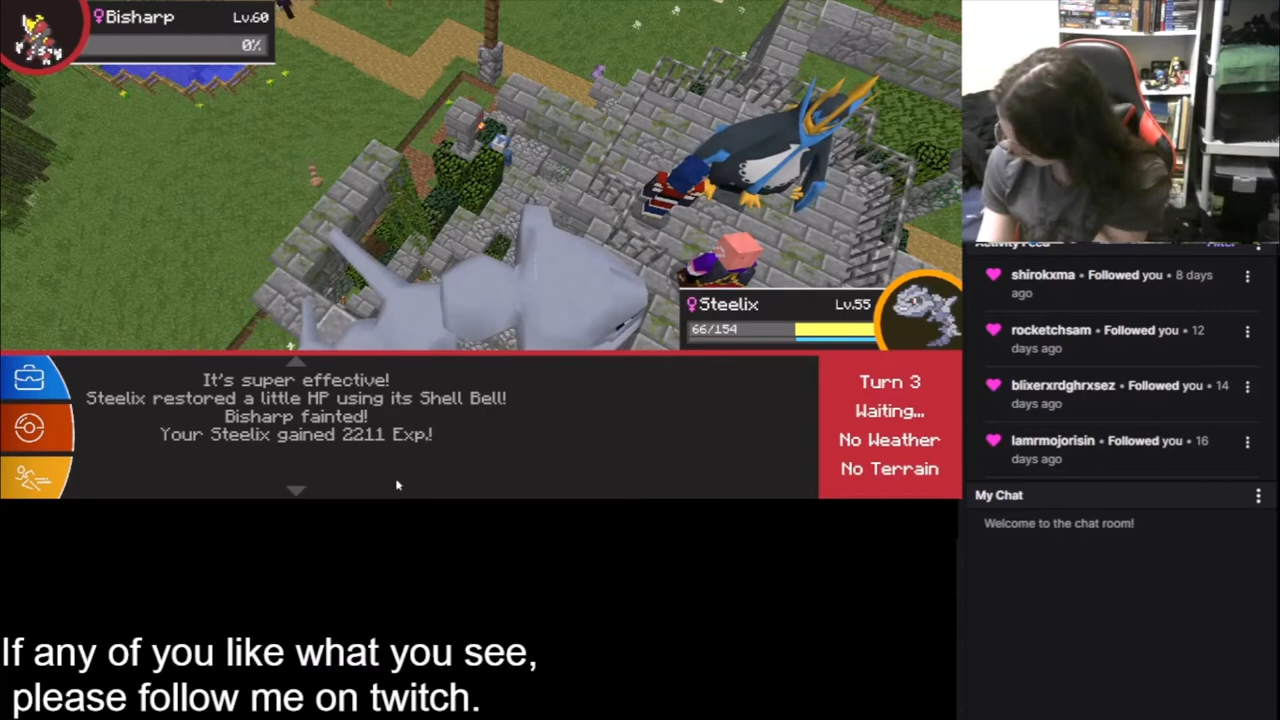 Bisharp Lv.60
0%
Steelix Lv.55
66/154
It's super effective!
Steelix restored a little HP using its Shell Bell!
Bisharp fainted!
Your Steelix gained 2211 Exp.!
Turn 3
Waiting...
No Weather
No Terrain
Activity Feed Filter
shirokxma • Followed you • 8 days
ago
rocketchsam • Followed you • 12
days ago
blixerxrdghrxsez • Followed you • 14
days ago
Iamrmojorisin • Followed you • 16
days ago
My Chat
Welcome to the chat room!
If any of you like what you see,
please follow me on twitch.